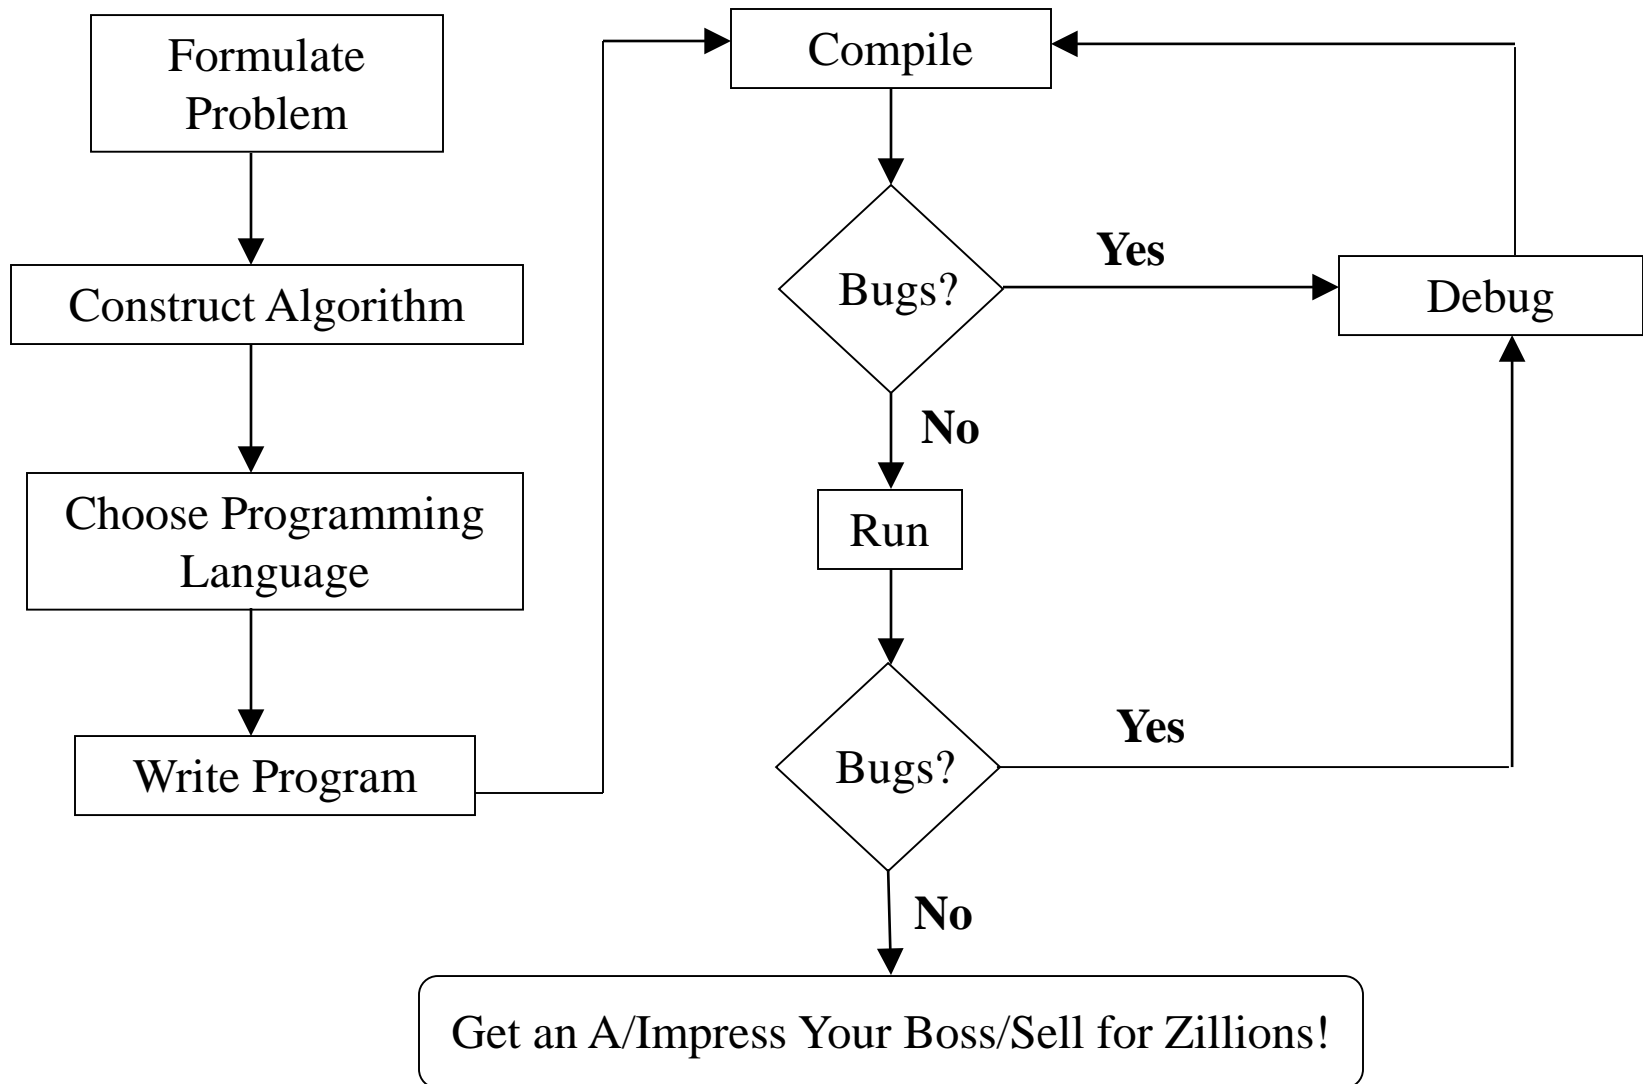 Formulate
Problem
Construct Algorithm
Choose Programming
Language
Write Program
Compile
Bugs?
Yes
Debug
No
Run
Bugs?
Yes
No
Get an A/Impress Your Boss/Sell for Zillions!